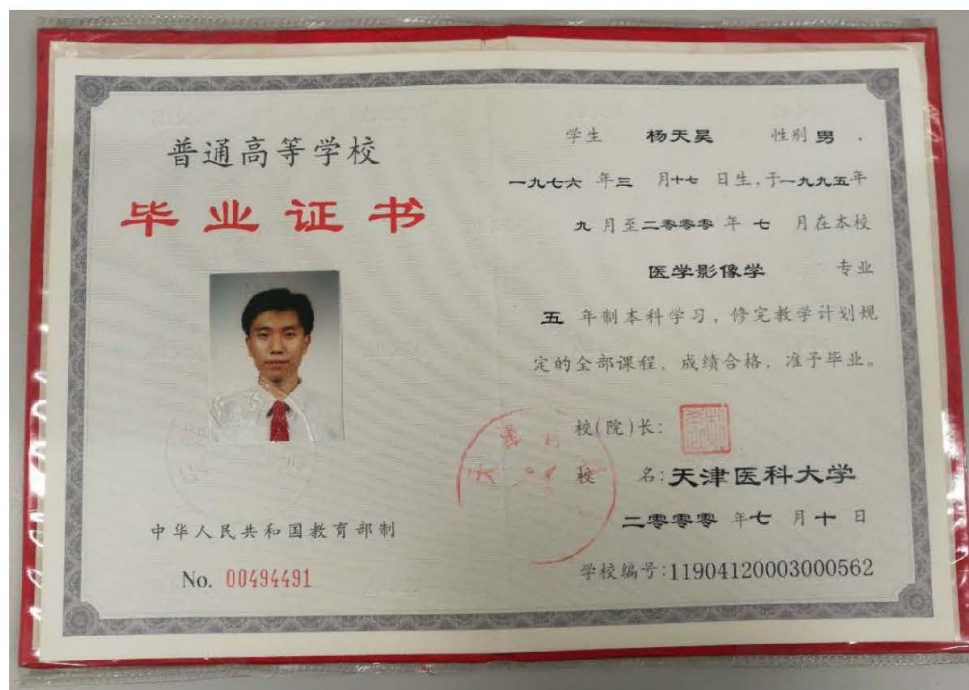 普通高等学校
毕业证书
中华人民共和国教育部制
No. 00494491
学生 杨天昊 性别 男 ,
一九七六 年 三 月 十七 日生,于一九九五年
九 月至二零零零 年 七 月在本校
医学影像学 专业
五 年制本科学习,修完教学计划规
定的全部课程,成绩合格,准予毕业。
校(院)长:
校 名:天津医科大学
二零零零 年七 月十 日
学校编号:11904120003000562